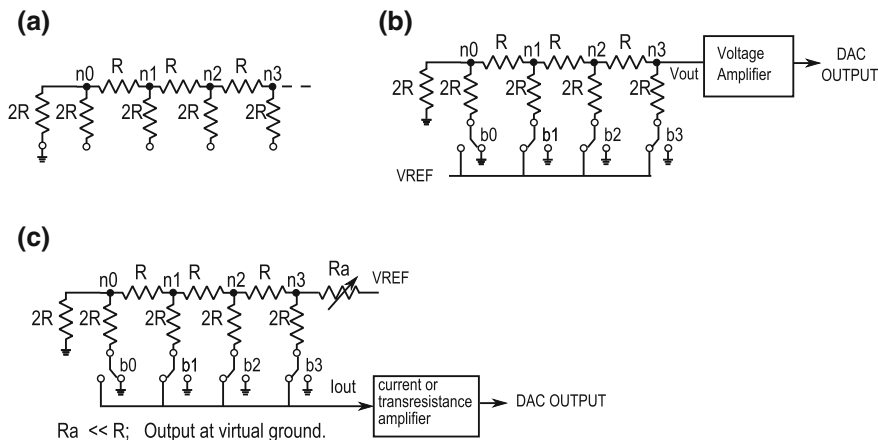 (a)
n0 R n1 R n2 R n3
2R 2R 2R 2R 2R
(b)
n0 R n1 R n2 R n3
Vout
Voltage
Amplifier
DAC
OUTPUT
2R 2R 2R 2R 2R
b0 b1 b2 b3
VREF
(c)
n0 R n1 R n2 R n3 Ra VREF
2R 2R 2R 2R 2R
b0 b1 b2 b3
Iout
current or
transresistance
amplifier
DAC OUTPUT
Ra << R; Output at virtual ground.